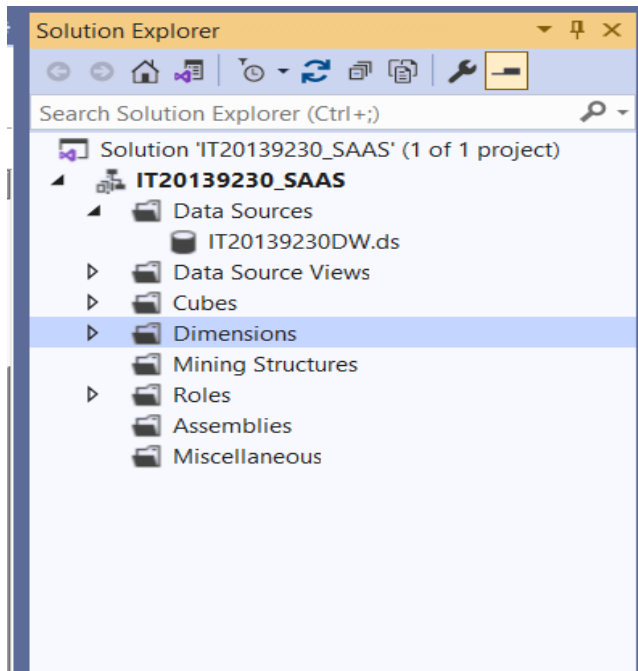 Solution Explorer
Search Solution Explorer (Ctrl+;)
Solution 'IT20139230_SAAS' (1 of 1 project)
IT20139230_SAAS
Data Sources
IT20139230DW.ds
Data Source Views
Cubes
Dimensions
Mining Structures
Roles
Assemblies
Miscellaneous